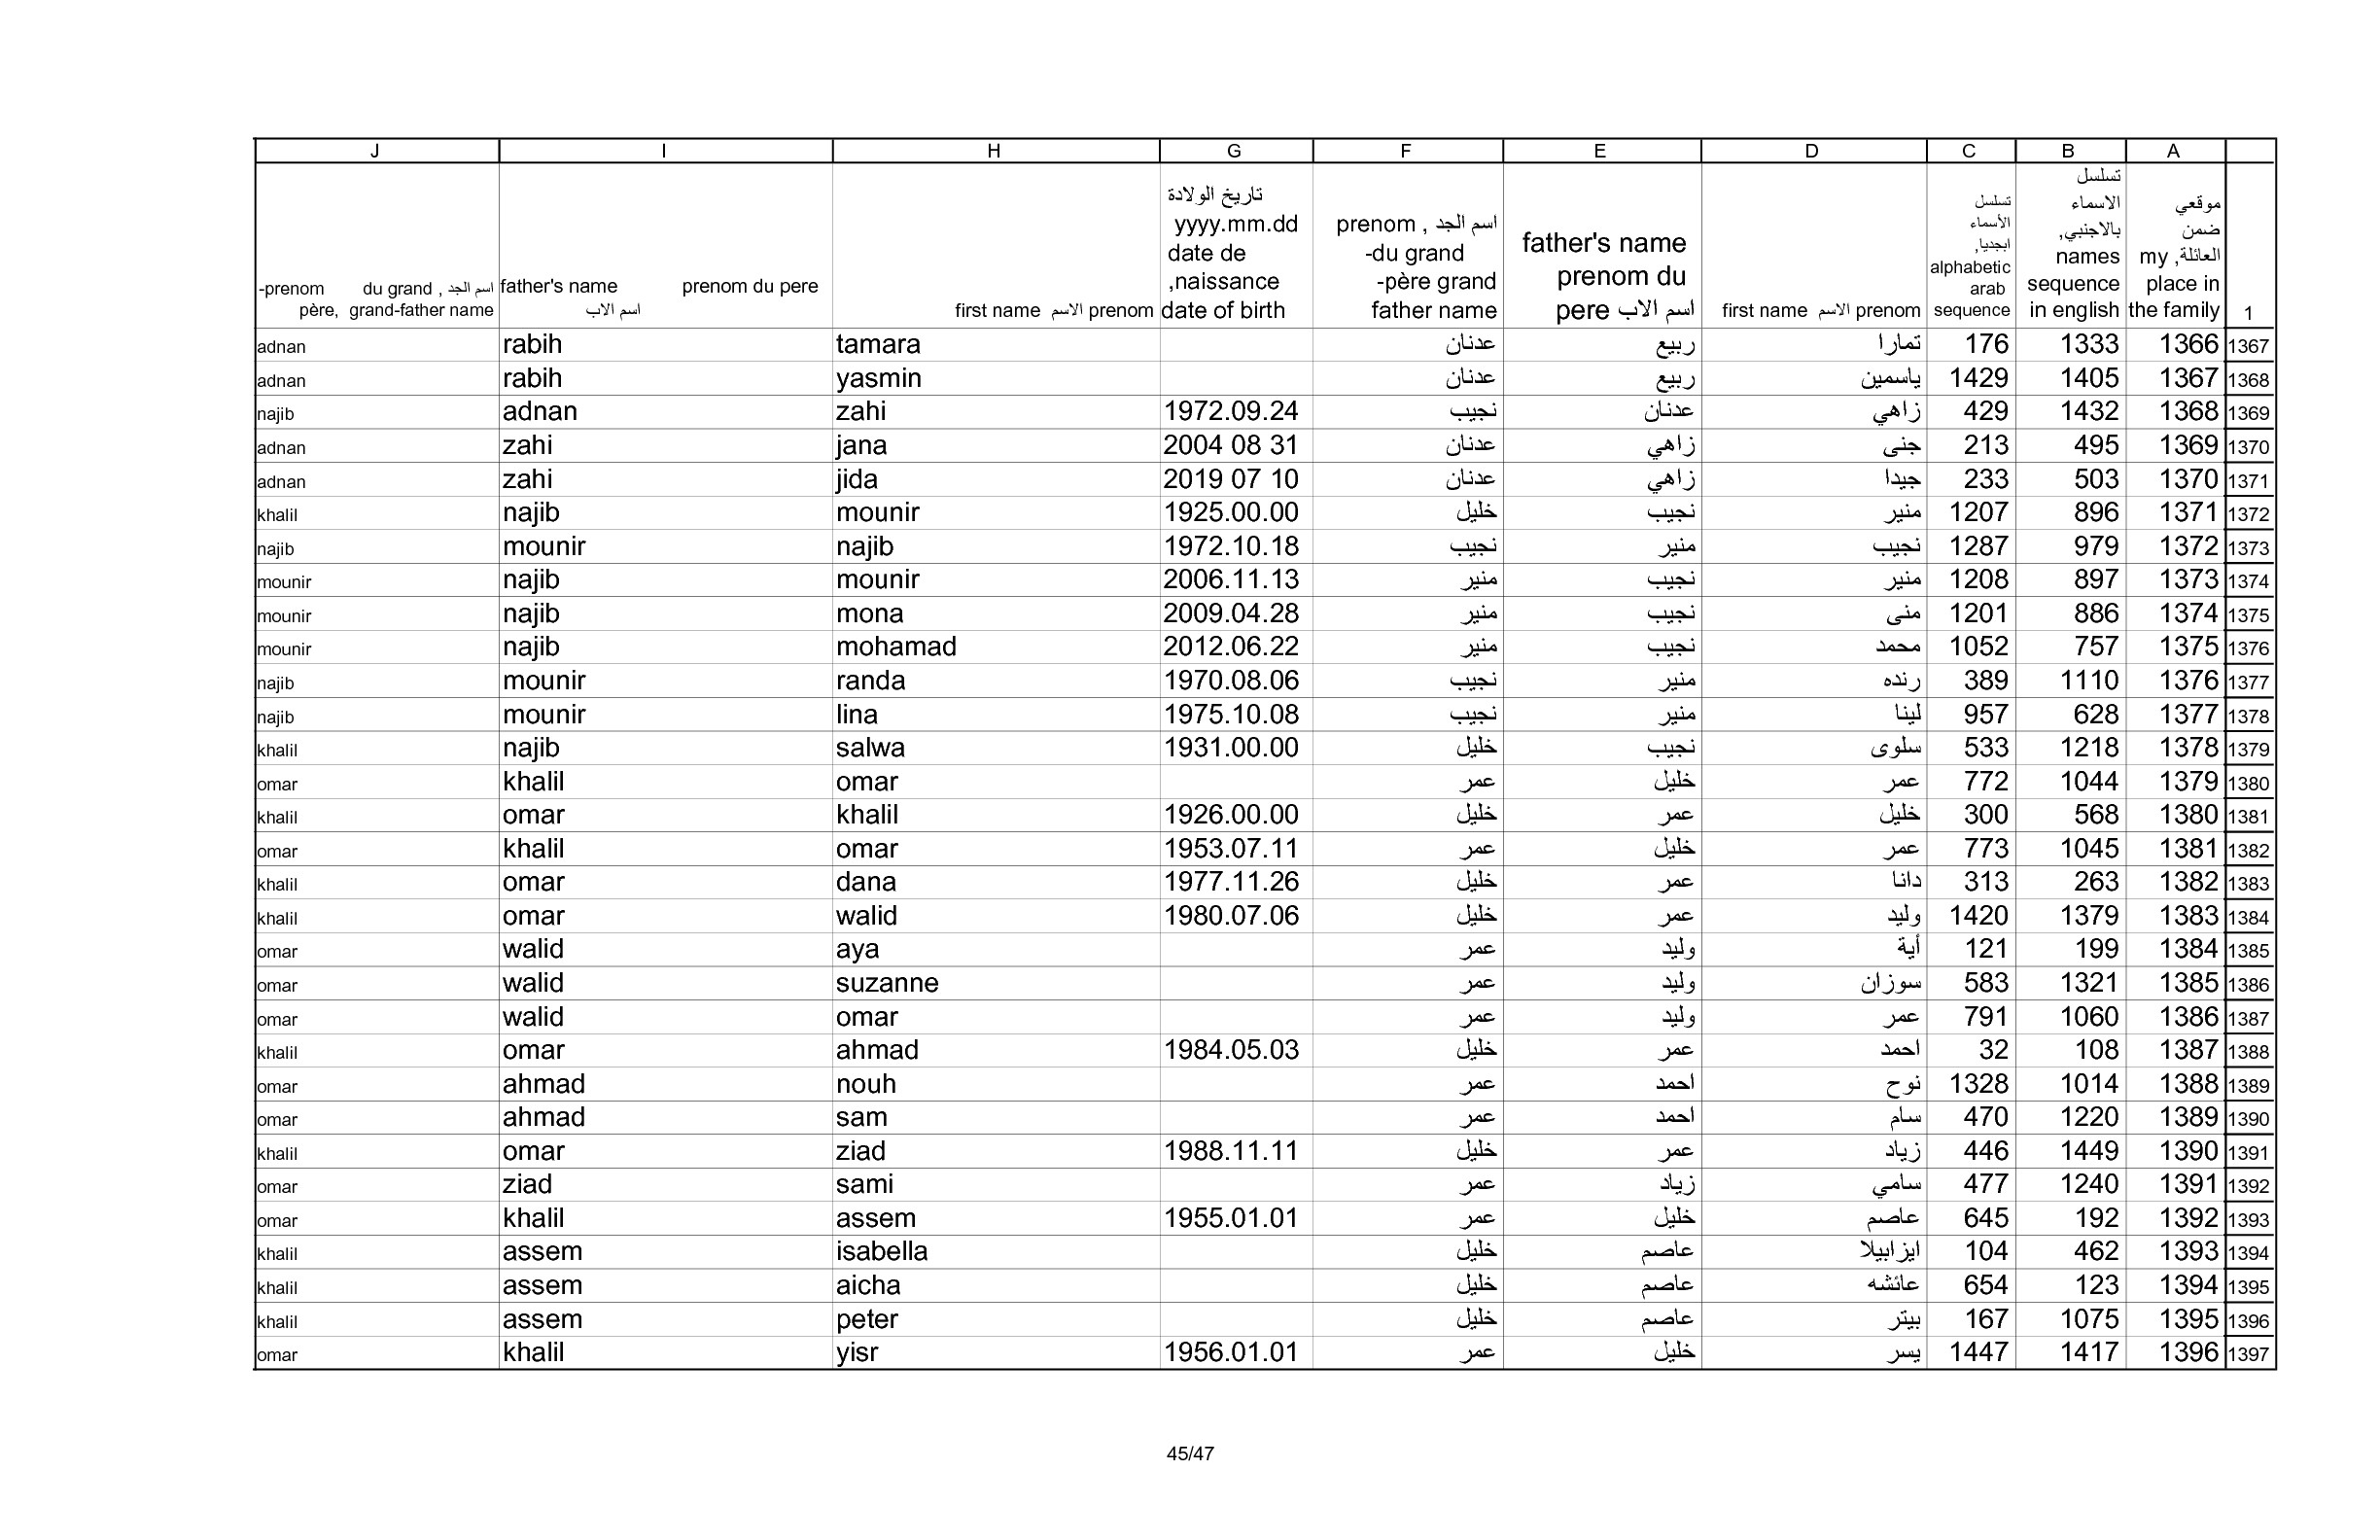 J I H G F E D C B A
-prenom du grand , اسم الجد père, grand-father name | father's name prenom du pere اسم الاب | first name الاسم prenom | تاريخ الولادة yyyy.mm.dd date de ,naissance date of birth | prenom , اسم الجد -du grand -père grand father name | father's name prenom du pere اسم الاب | first name الاسم prenom | تسلسل الأسماء ابجديا, alphabetic arab sequence | تسلسل الاسماء بالاجنبي, names sequence in english | موقعي ضمن العائلة, my place in the family | 1
adnan rabih tamara عدنان ربيع تمارا 176 1333 1366 1367
adnan rabih yasmin عدنان ربيع ياسمين 1429 1405 1367 1368
najib adnan zahi 1972.09.24 نجيب عدنان زاهي 429 1432 1368 1369
adnan zahi jana 2004 08 31 عدنان زاهي جنى 213 495 1369 1370
adnan zahi jida 2019 07 10 عدنان زاهي جيدا 233 503 1370 1371
khalil najib mounir 1925.00.00 خليل نجيب منير 1207 896 1371 1372
najib mounir najib 1972.10.18 نجيب منير نجيب 1287 979 1372 1373
mounir najib mounir 2006.11.13 منير نجيب منير 1208 897 1373 1374
mounir najib mona 2009.04.28 منير نجيب منى 1201 886 1374 1375
mounir najib mohamad 2012.06.22 منير نجيب محمد 1052 757 1375 1376
najib mounir randa 1970.08.06 نجيب منير رنده 389 1110 1376 1377
najib mounir lina 1975.10.08 نجيب منير لينا 957 628 1377 1378
khalil najib salwa 1931.00.00 خليل نجيب سلوى 533 1218 1378 1379
omar khalil omar عمر خليل عمر 772 1044 1379 1380
khalil omar khalil 1926.00.00 خليل عمر خليل 300 568 1380 1381
omar khalil omar 1953.07.11 عمر خليل عمر 773 1045 1381 1382
khalil omar dana 1977.11.26 خليل عمر دانا 313 263 1382 1383
khalil omar walid 1980.07.06 خليل عمر وليد 1420 1379 1383 1384
omar walid aya عمر وليد أية 121 199 1384 1385
omar walid suzanne عمر وليد سوزان 583 1321 1385 1386
omar walid omar عمر وليد عمر 791 1060 1386 1387
khalil omar ahmad 1984.05.03 خليل عمر احمد 32 108 1387 1388
omar ahmad nouh عمر احمد نوح 1328 1014 1388 1389
omar ahmad sam عمر احمد سام 470 1220 1389 1390
khalil omar ziad 1988.11.11 خليل عمر زياد 446 1449 1390 1391
omar ziad sami عمر زياد سامي 477 1240 1391 1392
omar khalil assem 1955.01.01 عمر خليل عاصم 645 192 1392 1393
khalil assem isabella خليل عاصم ايزابيلا 104 462 1393 1394
khalil assem aicha خليل عاصم عائشه 654 123 1394 1395
khalil assem peter خليل عاصم بيتر 167 1075 1395 1396
omar khalil yisr 1956.01.01 عمر خليل يسر 1447 1417 1396 1397
45/47